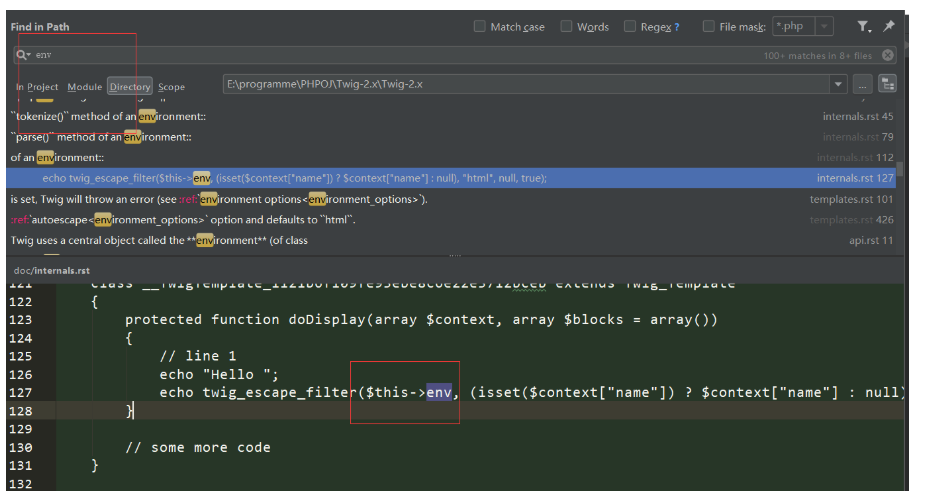 Find in Path
Match case
Words
Regex ?
File mask:
*.php
env
100+ matches in 8+ files
In Project Module Directory Scope
E:\programme\PHPOJ\Twig-2.x\Twig-2.x
...
``tokenize()`` method of an environment:: internals.rst 45
``parse()`` method of an environment:: internals.rst 79
of an environment:: internals.rst 112
echo twig_escape_filter($this->env, (isset($context["name"]) ? $context["name"] : null), "html", null, true); internals.rst 127
is set, Twig will throw an error (see :ref:`environment options<environment_options>`). templates.rst 101
:ref:`autoescape<environment_options>` option and defaults to ``html``. templates.rst 426
Twig uses a central object called the **environment** (of class api.rst 11
doc/internals.rst
121 extends Twig_Template
122 {
123 protected function doDisplay(array $context, array $blocks = array())
124 {
125 // line 1
126 echo "Hello ";
127 echo twig_escape_filter($this->env, (isset($context["name"]) ? $context["name"] : null)
128 }
129
130 // some more code
131 }
132